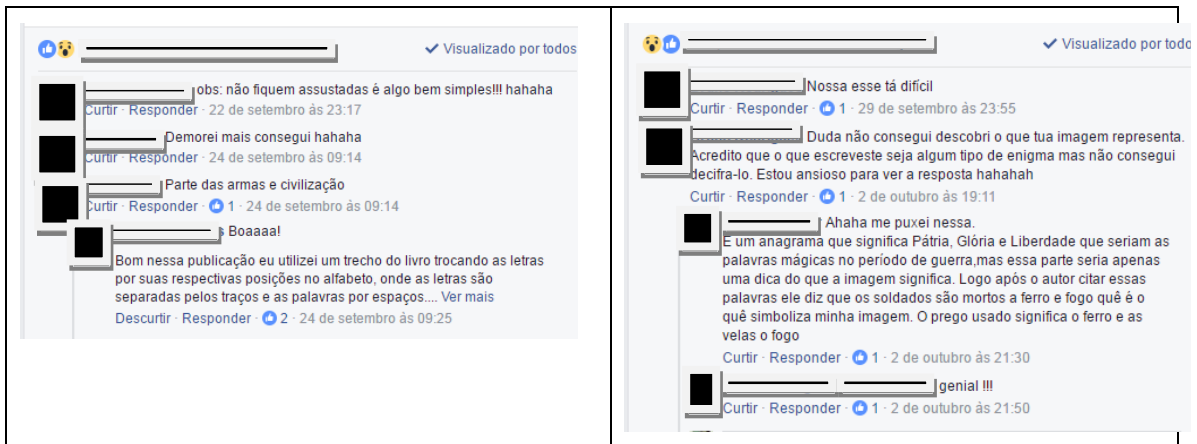 Visualizado por todos
obs: não fiquem assustadas é algo bem simples!!! hahaha
Curtir · Responder · 22 de setembro às 23:17
Demorei mais consegui hahaha
Curtir · Responder · 24 de setembro às 09:14
Parte das armas e civilização
Curtir · Responder · 1 · 24 de setembro às 09:14
s Boaaaa!
Bom nessa publicação eu utilizei um trecho do livro trocando as letras
por suas respectivas posições no alfabeto, onde as letras são
separadas pelos traços e as palavras por espaços.... Ver mais
Descurtir · Responder · 2 · 24 de setembro às 09:25
Visualizado por todo
Nossa esse tá difícil
Curtir · Responder · 1 · 29 de setembro às 23:55
Duda não consegui descobri o que tua imagem representa.
Acredito que o que escreveste seja algum tipo de enigma mas não consegui
decifra-lo. Estou ansioso para ver a resposta hahahah
Curtir · Responder · 1 · 2 de outubro às 19:11
Ahaha me puxei nessa.
É um anagrama que significa Pátria, Glória e Liberdade que seriam as
palavras mágicas no período de guerra,mas essa parte seria apenas
uma dica do que a imagem significa. Logo após o autor citar essas
palavras ele diz que os soldados são mortos a ferro e fogo quê é o
quê simboliza minha imagem. O prego usado significa o ferro e as
velas o fogo
Curtir · Responder · 1 · 2 de outubro às 21:30
genial !!!
Curtir · Responder · 1 · 2 de outubro às 21:50